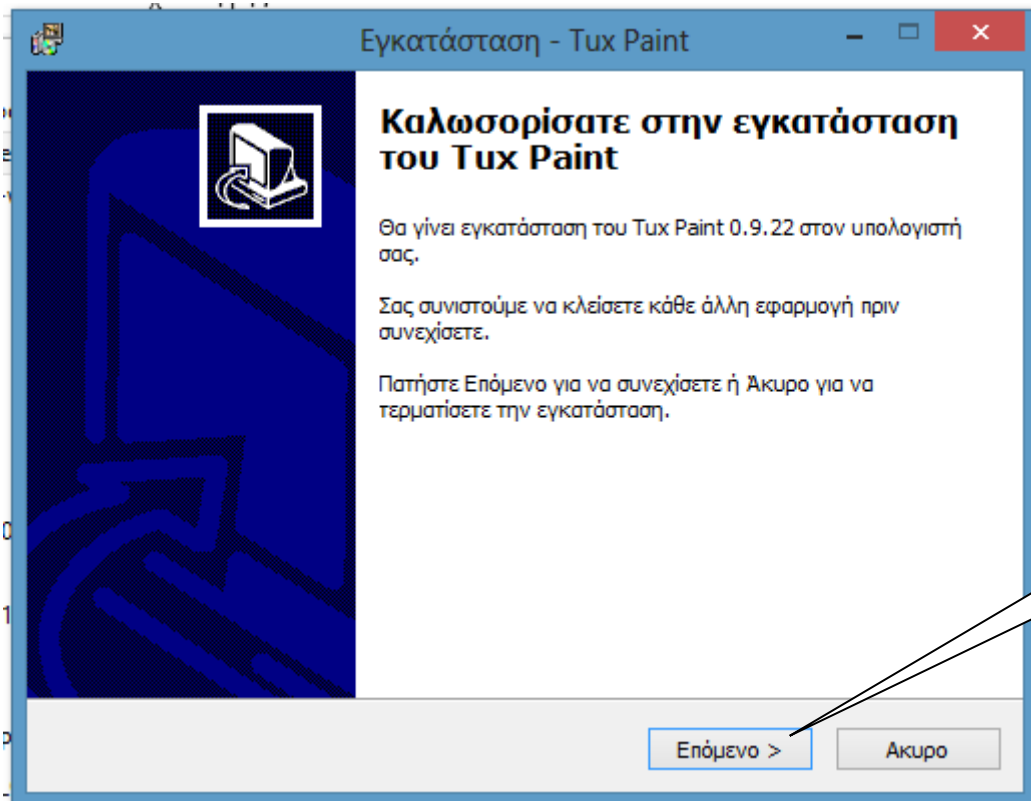 Εγκατάσταση - Tux Paint
Καλωσορίσατε στην εγκατάσταση
του Tux Paint
Θα γίνει εγκατάσταση του Tux Paint 0.9.22 στον υπολογιστή
σας.
Σας συνιστούμε να κλείσετε κάθε άλλη εφαρμογή πριν
συνεχίσετε.
Πατήστε Επόμενο για να συνεχίσετε ή Άκυρο για να
τερματίσετε την εγκατάσταση.
Επόμενο >
Ακυρο